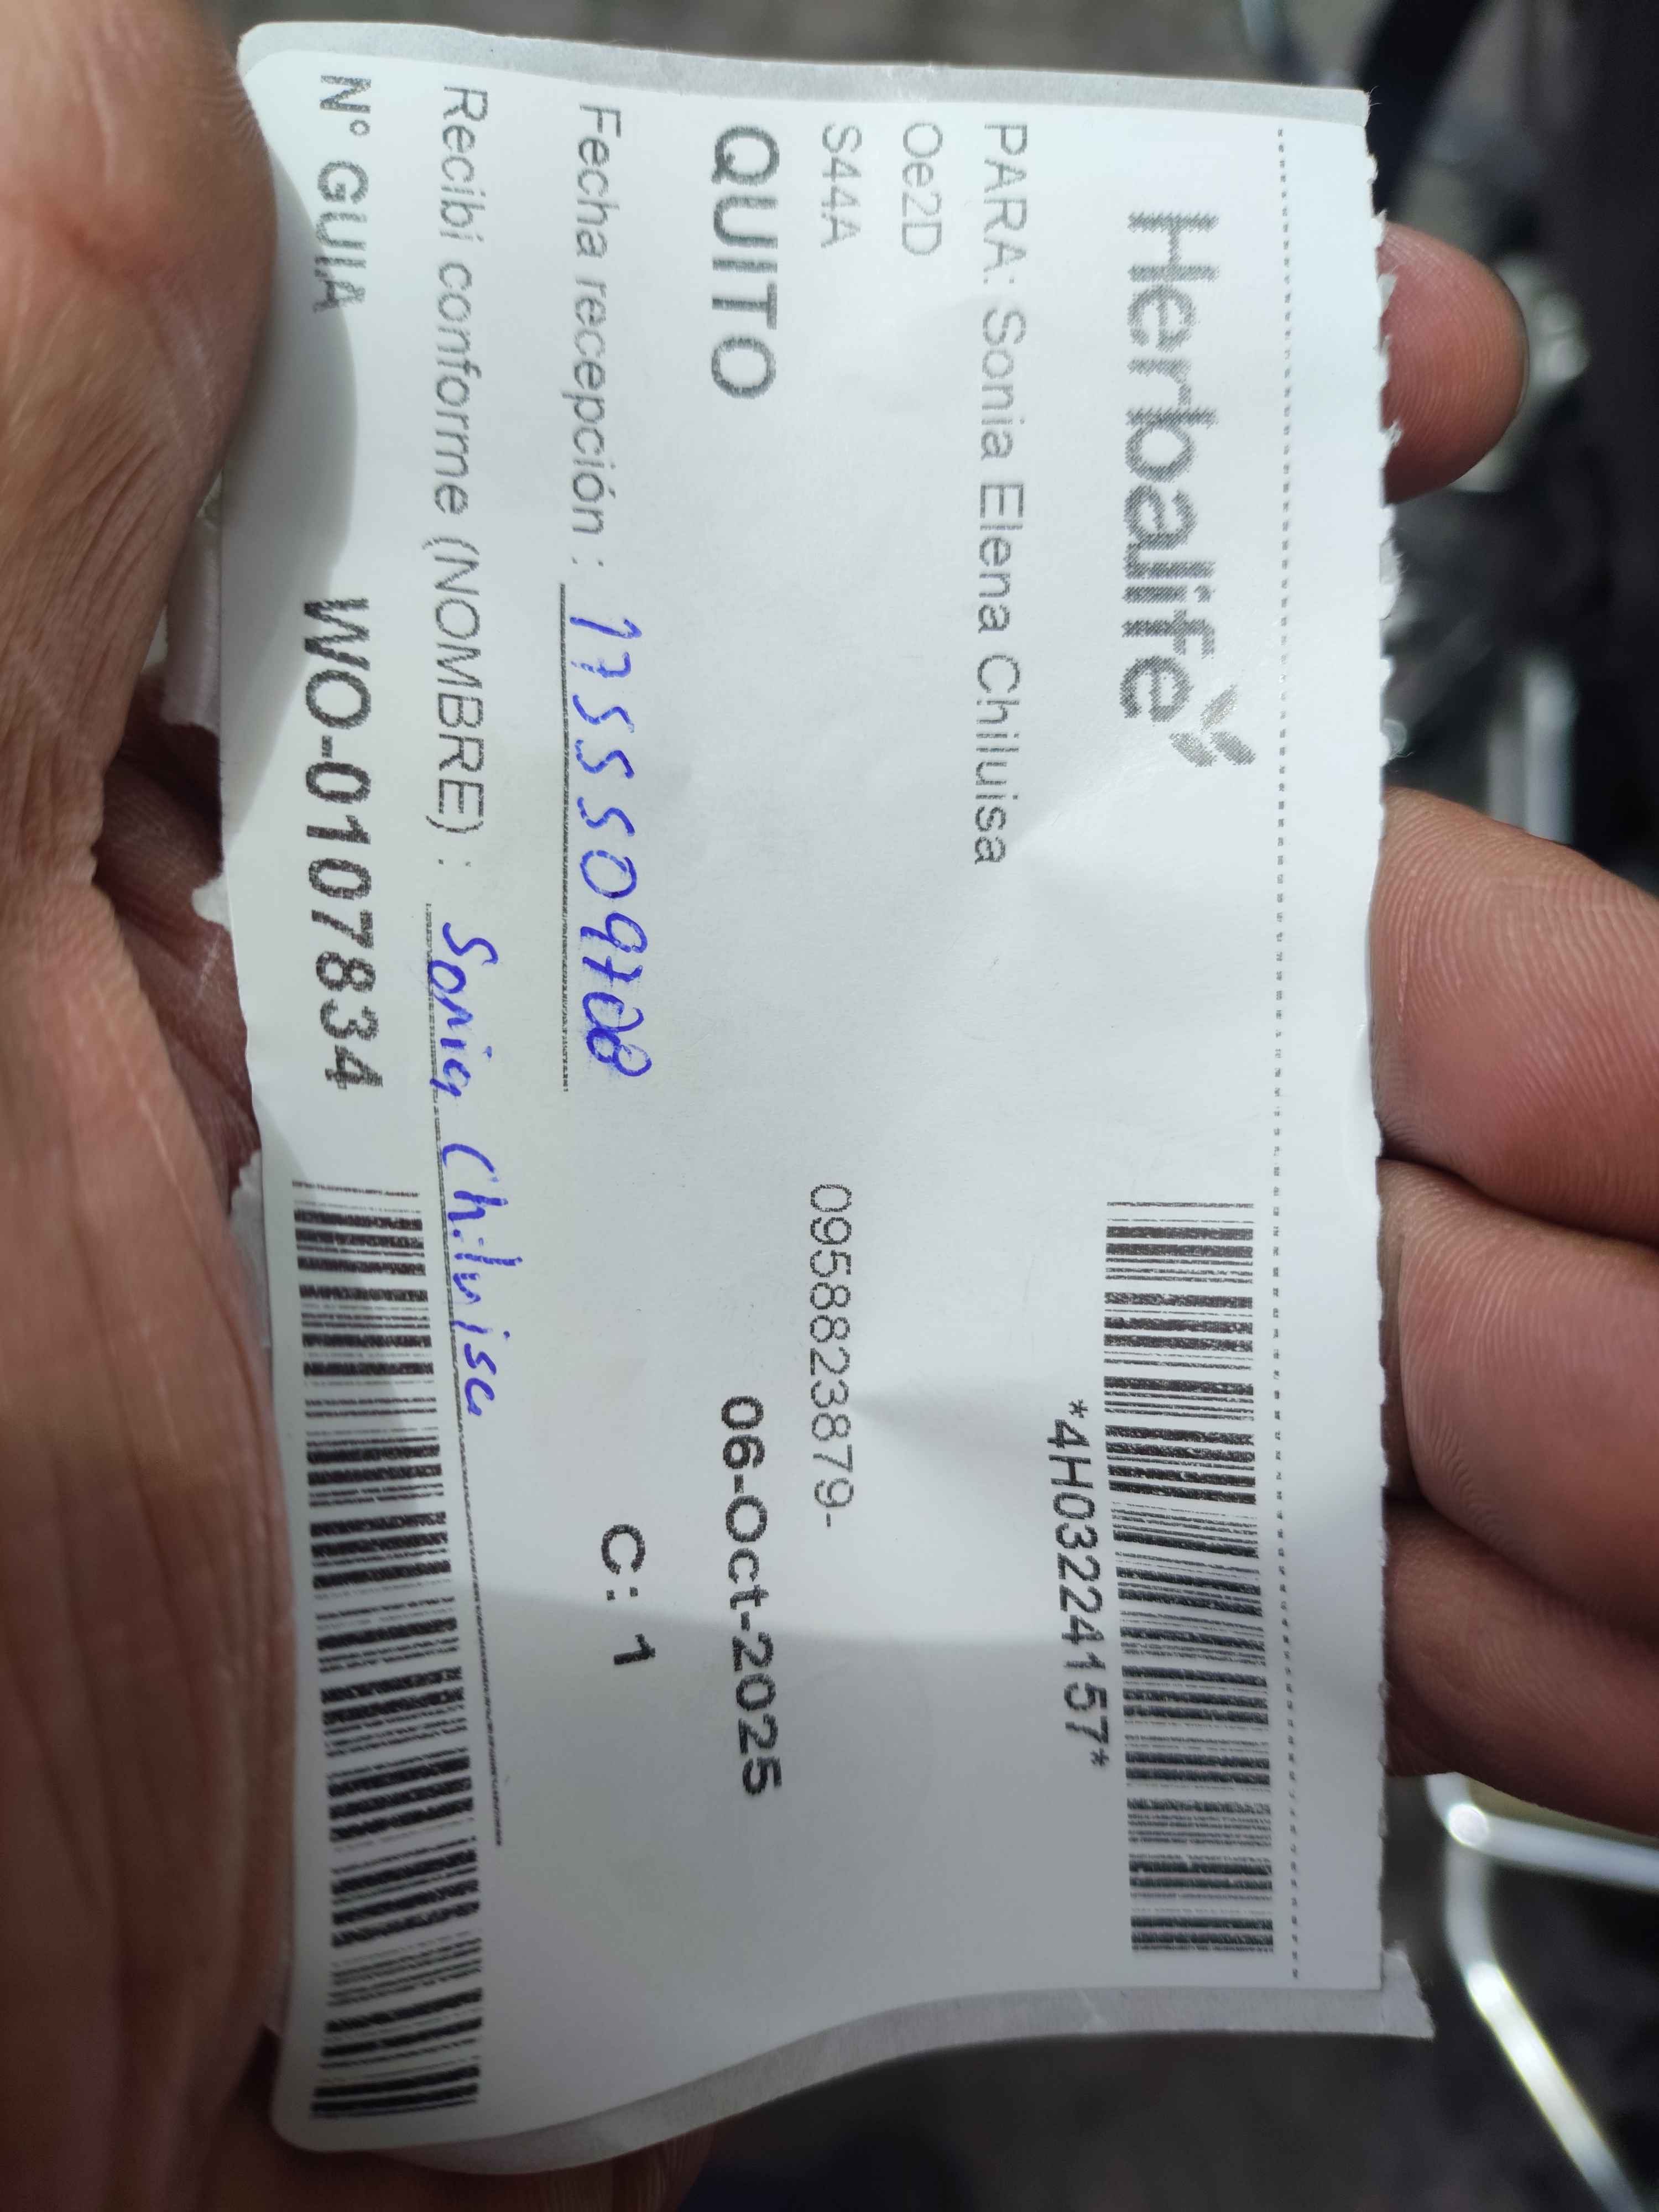 Herbalife
*4H03224157*
PARA: Sonia Elena Chiluisa
Oe2D
S44A 0958823879-
QUITO 06-Oct-2025
Fecha recepción : C: 1
Recibí conforme (NOMBRE) : Sonia Chiluisa
N° GUIA WO-0107834